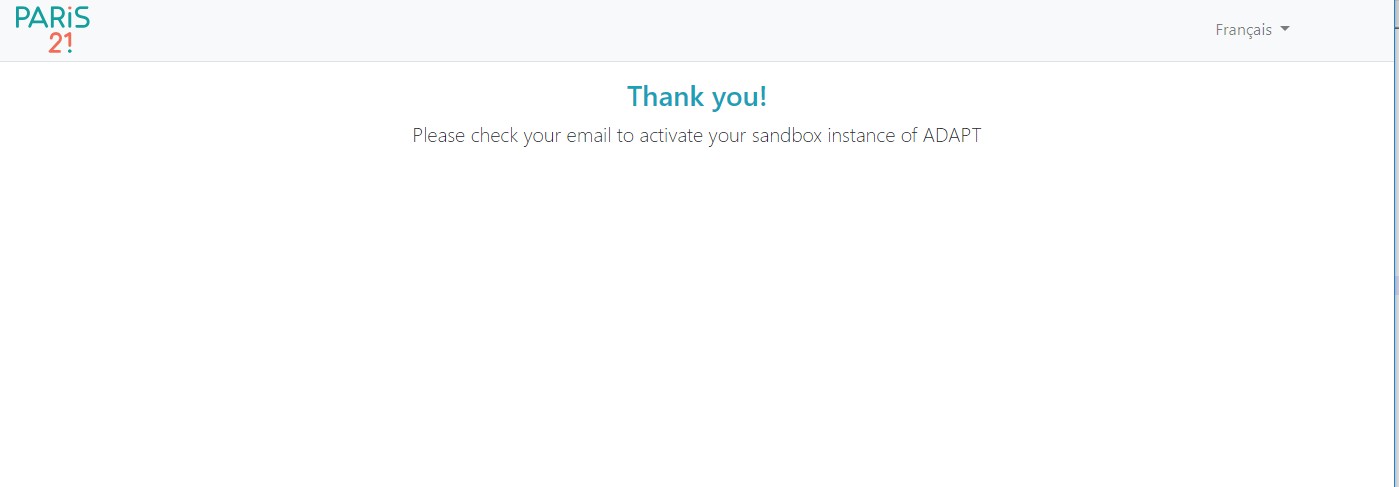 PARiS
21
Français
Thank you!
Please check your email to activate your sandbox instance of ADAPT